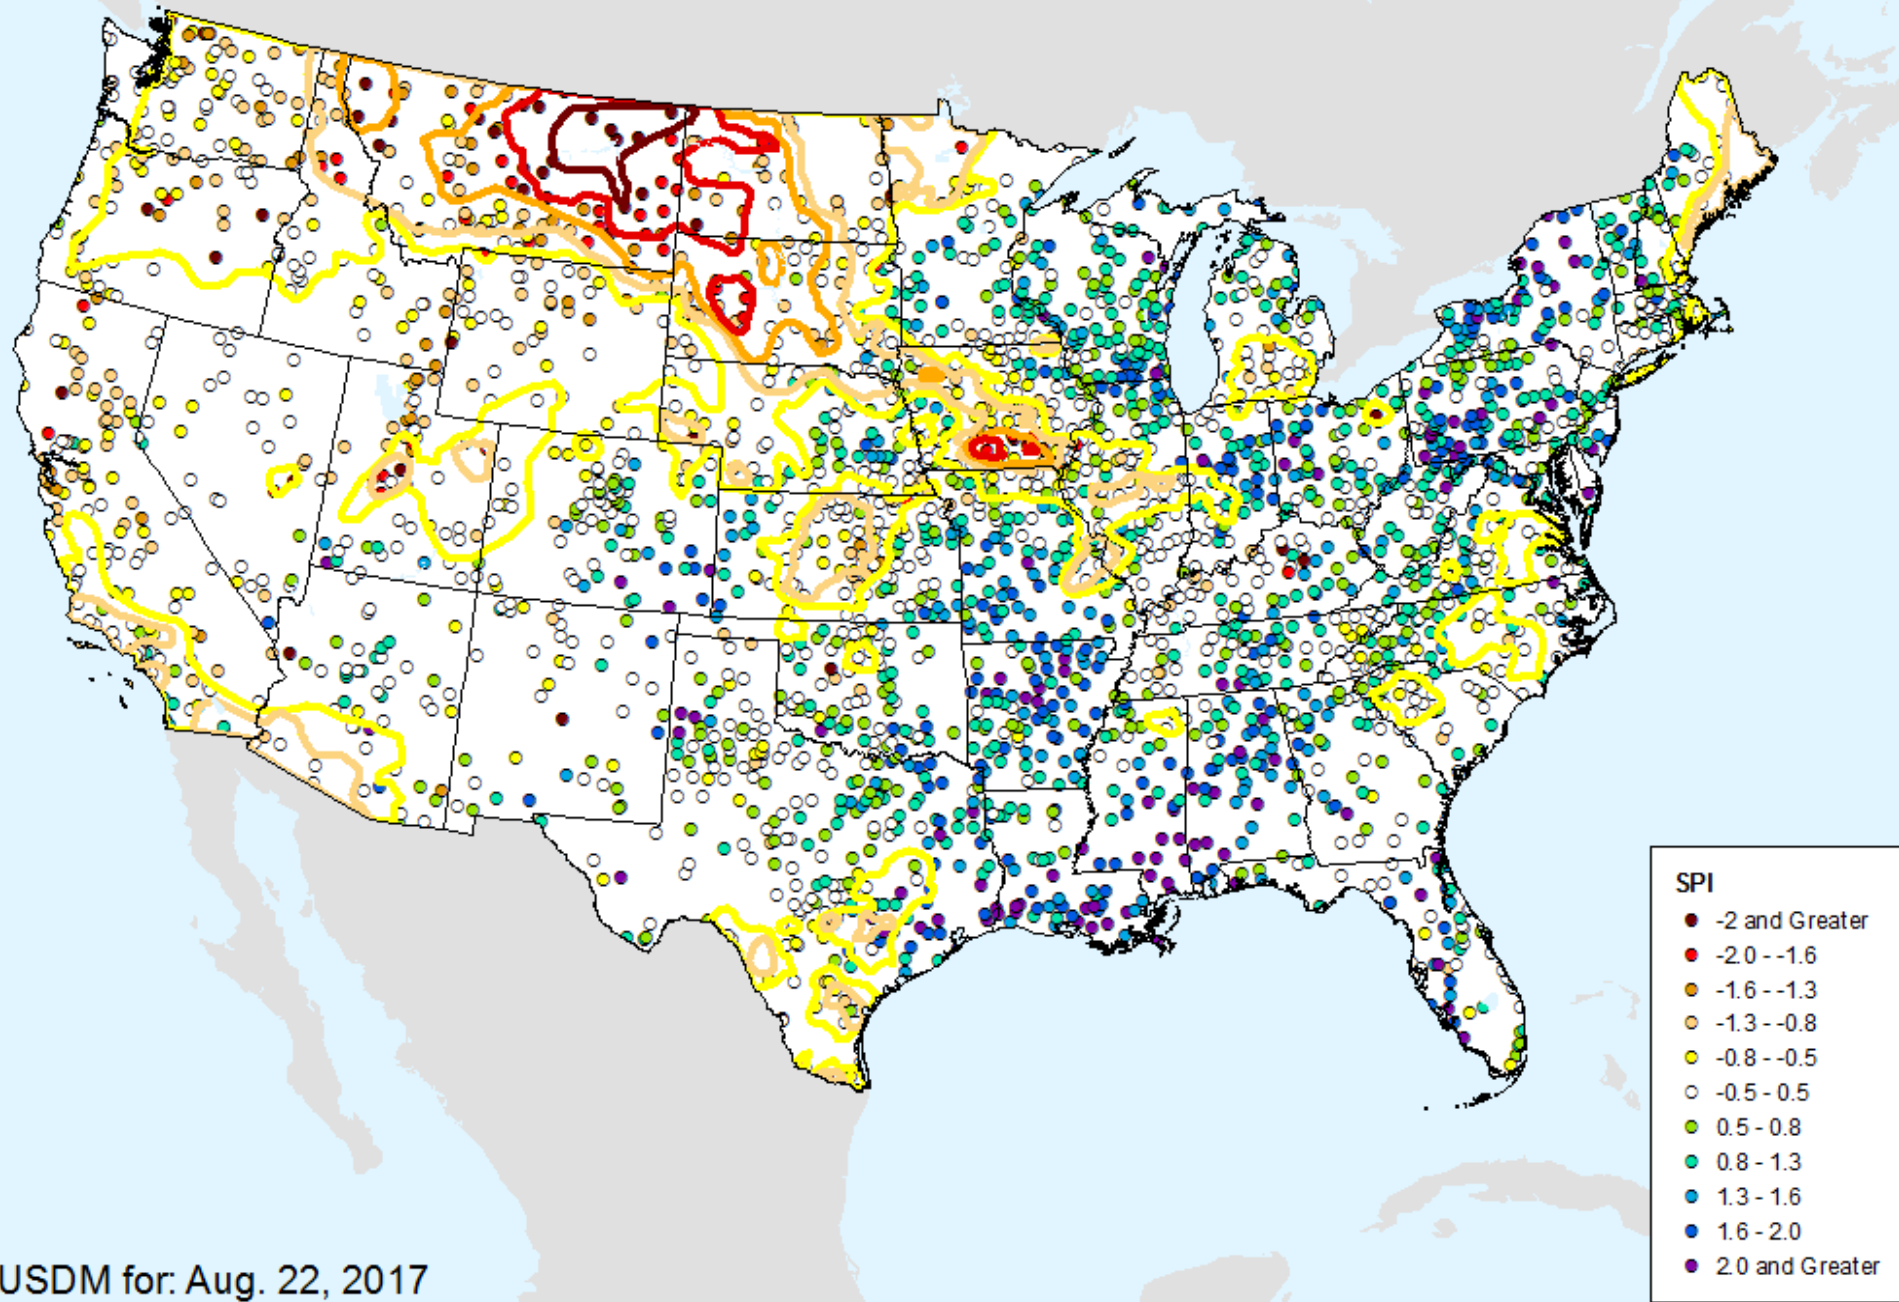 SPI
-2 and Greater
-2.0 - -1.6
-1.6 - -1.3
-1.3 - -0.8
-0.8 - -0.5
-0.5 - 0.5
0.5 - 0.8
0.8 - 1.3
1.3 - 1.6
1.6 - 2.0
2.0 and Greater
USDM for: Aug. 22, 2017